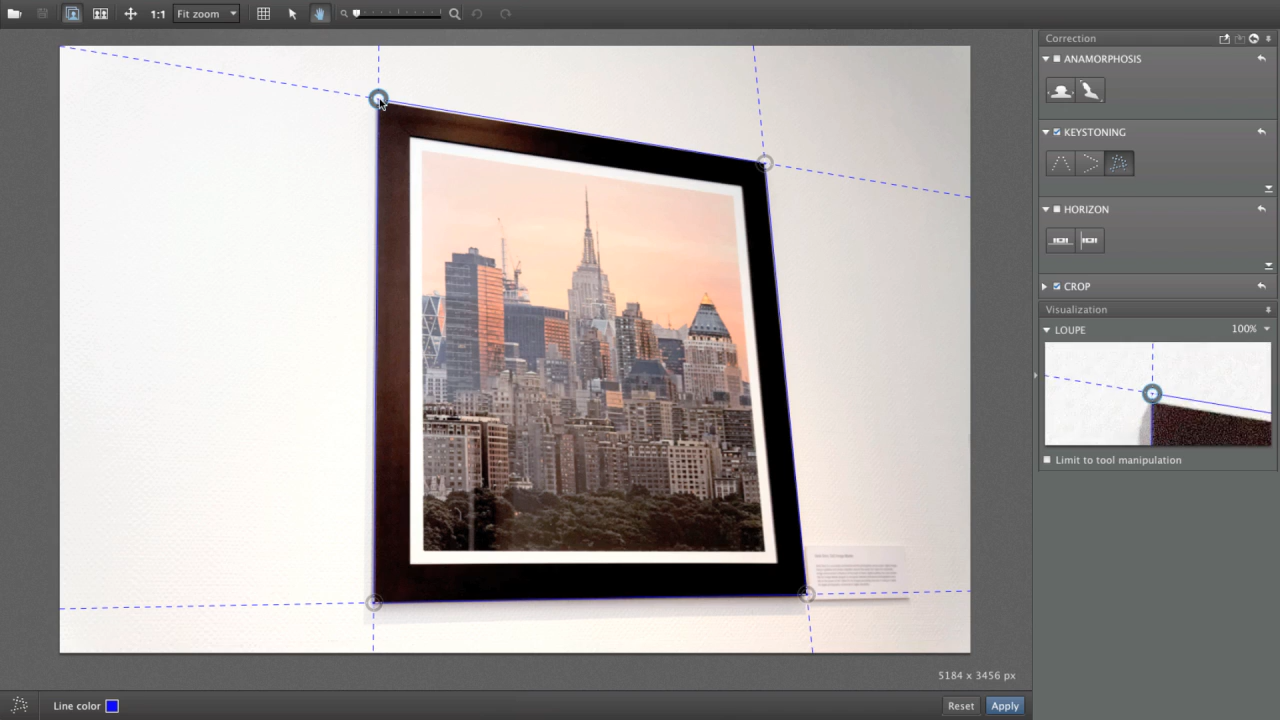 1:1
Fit zoom
Correction
ANAMORPHOSIS
KEYSTONING
HORIZON
CROP
Visualization
LOUPE
100%
Limit to tool manipulation
5184 x 3456 px
Line color
Reset
Apply